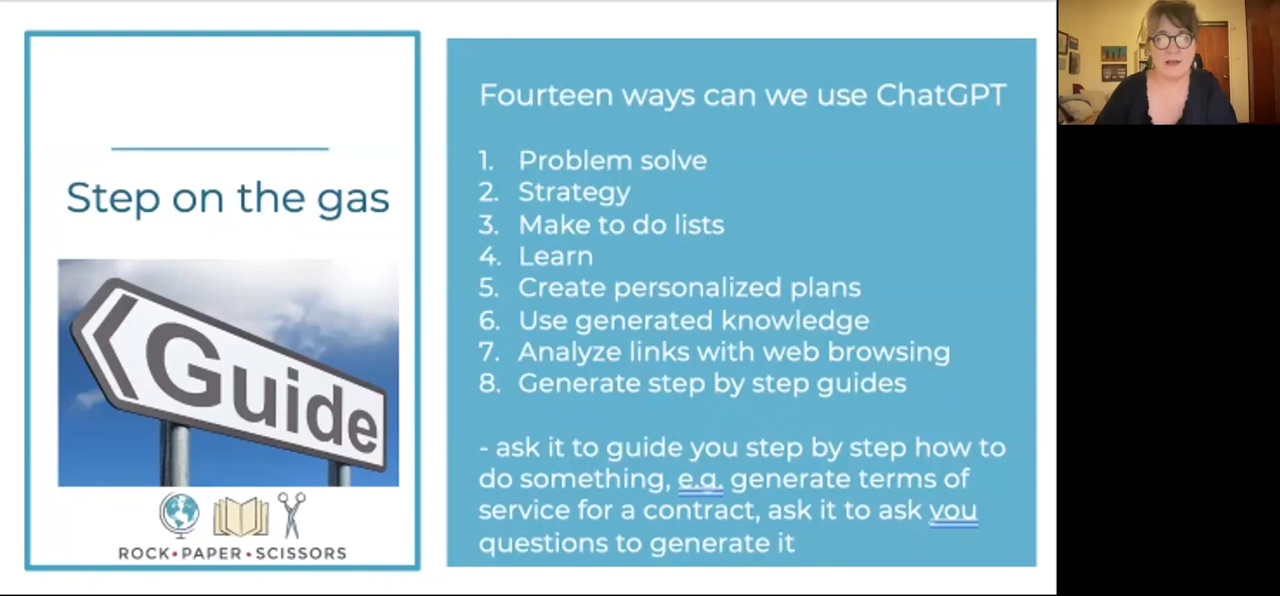 Step on the gas
Guide
ROCK•PAPER•SCISSORS
Fourteen ways can we use ChatGPT
1. Problem solve
2. Strategy
3. Make to do lists
4. Learn
5. Create personalized plans
6. Use generated knowledge
7. Analyze links with web browsing
8. Generate step by step guides
- ask it to guide you step by step how to
do something, e.g. generate terms of
service for a contract, ask it to ask you
questions to generate it